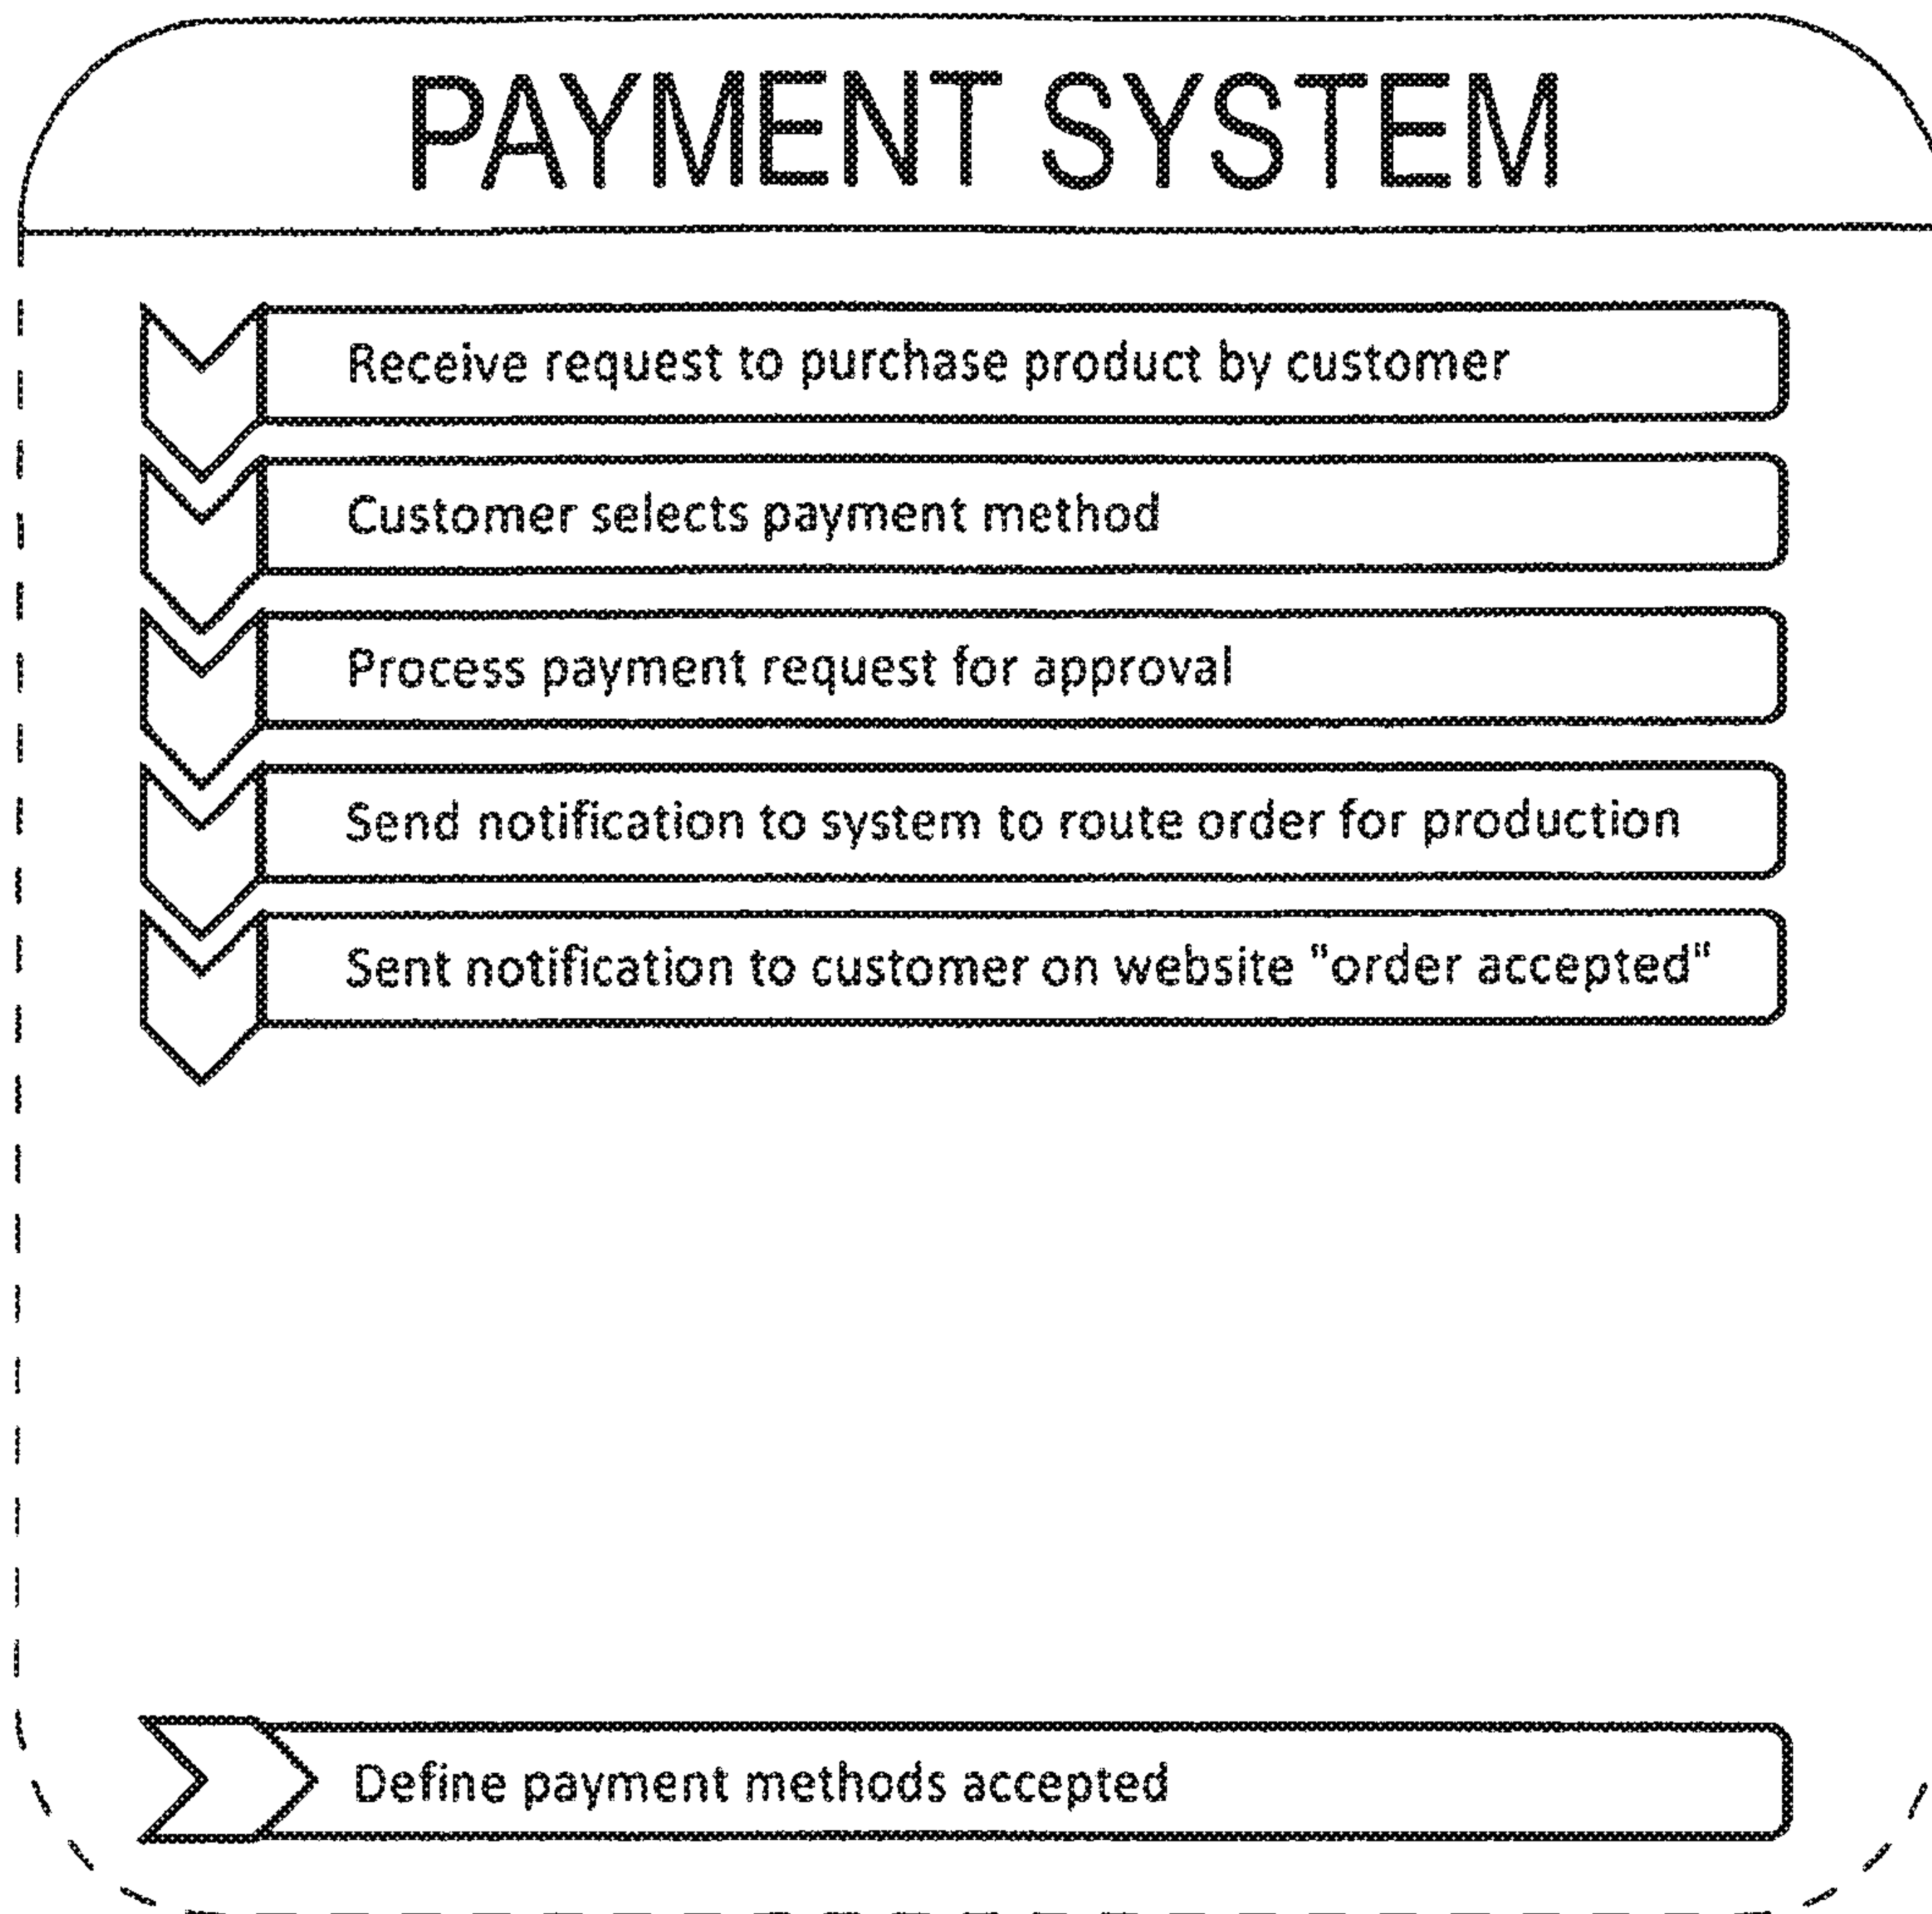 PAYMENT SYSTEM
Receive request to purchase product by customer
Customer selects payment method
Process payment request for approval
Send notification to system to route order for production
Sent notification to customer on website "order accepted"
Define payment methods accepted